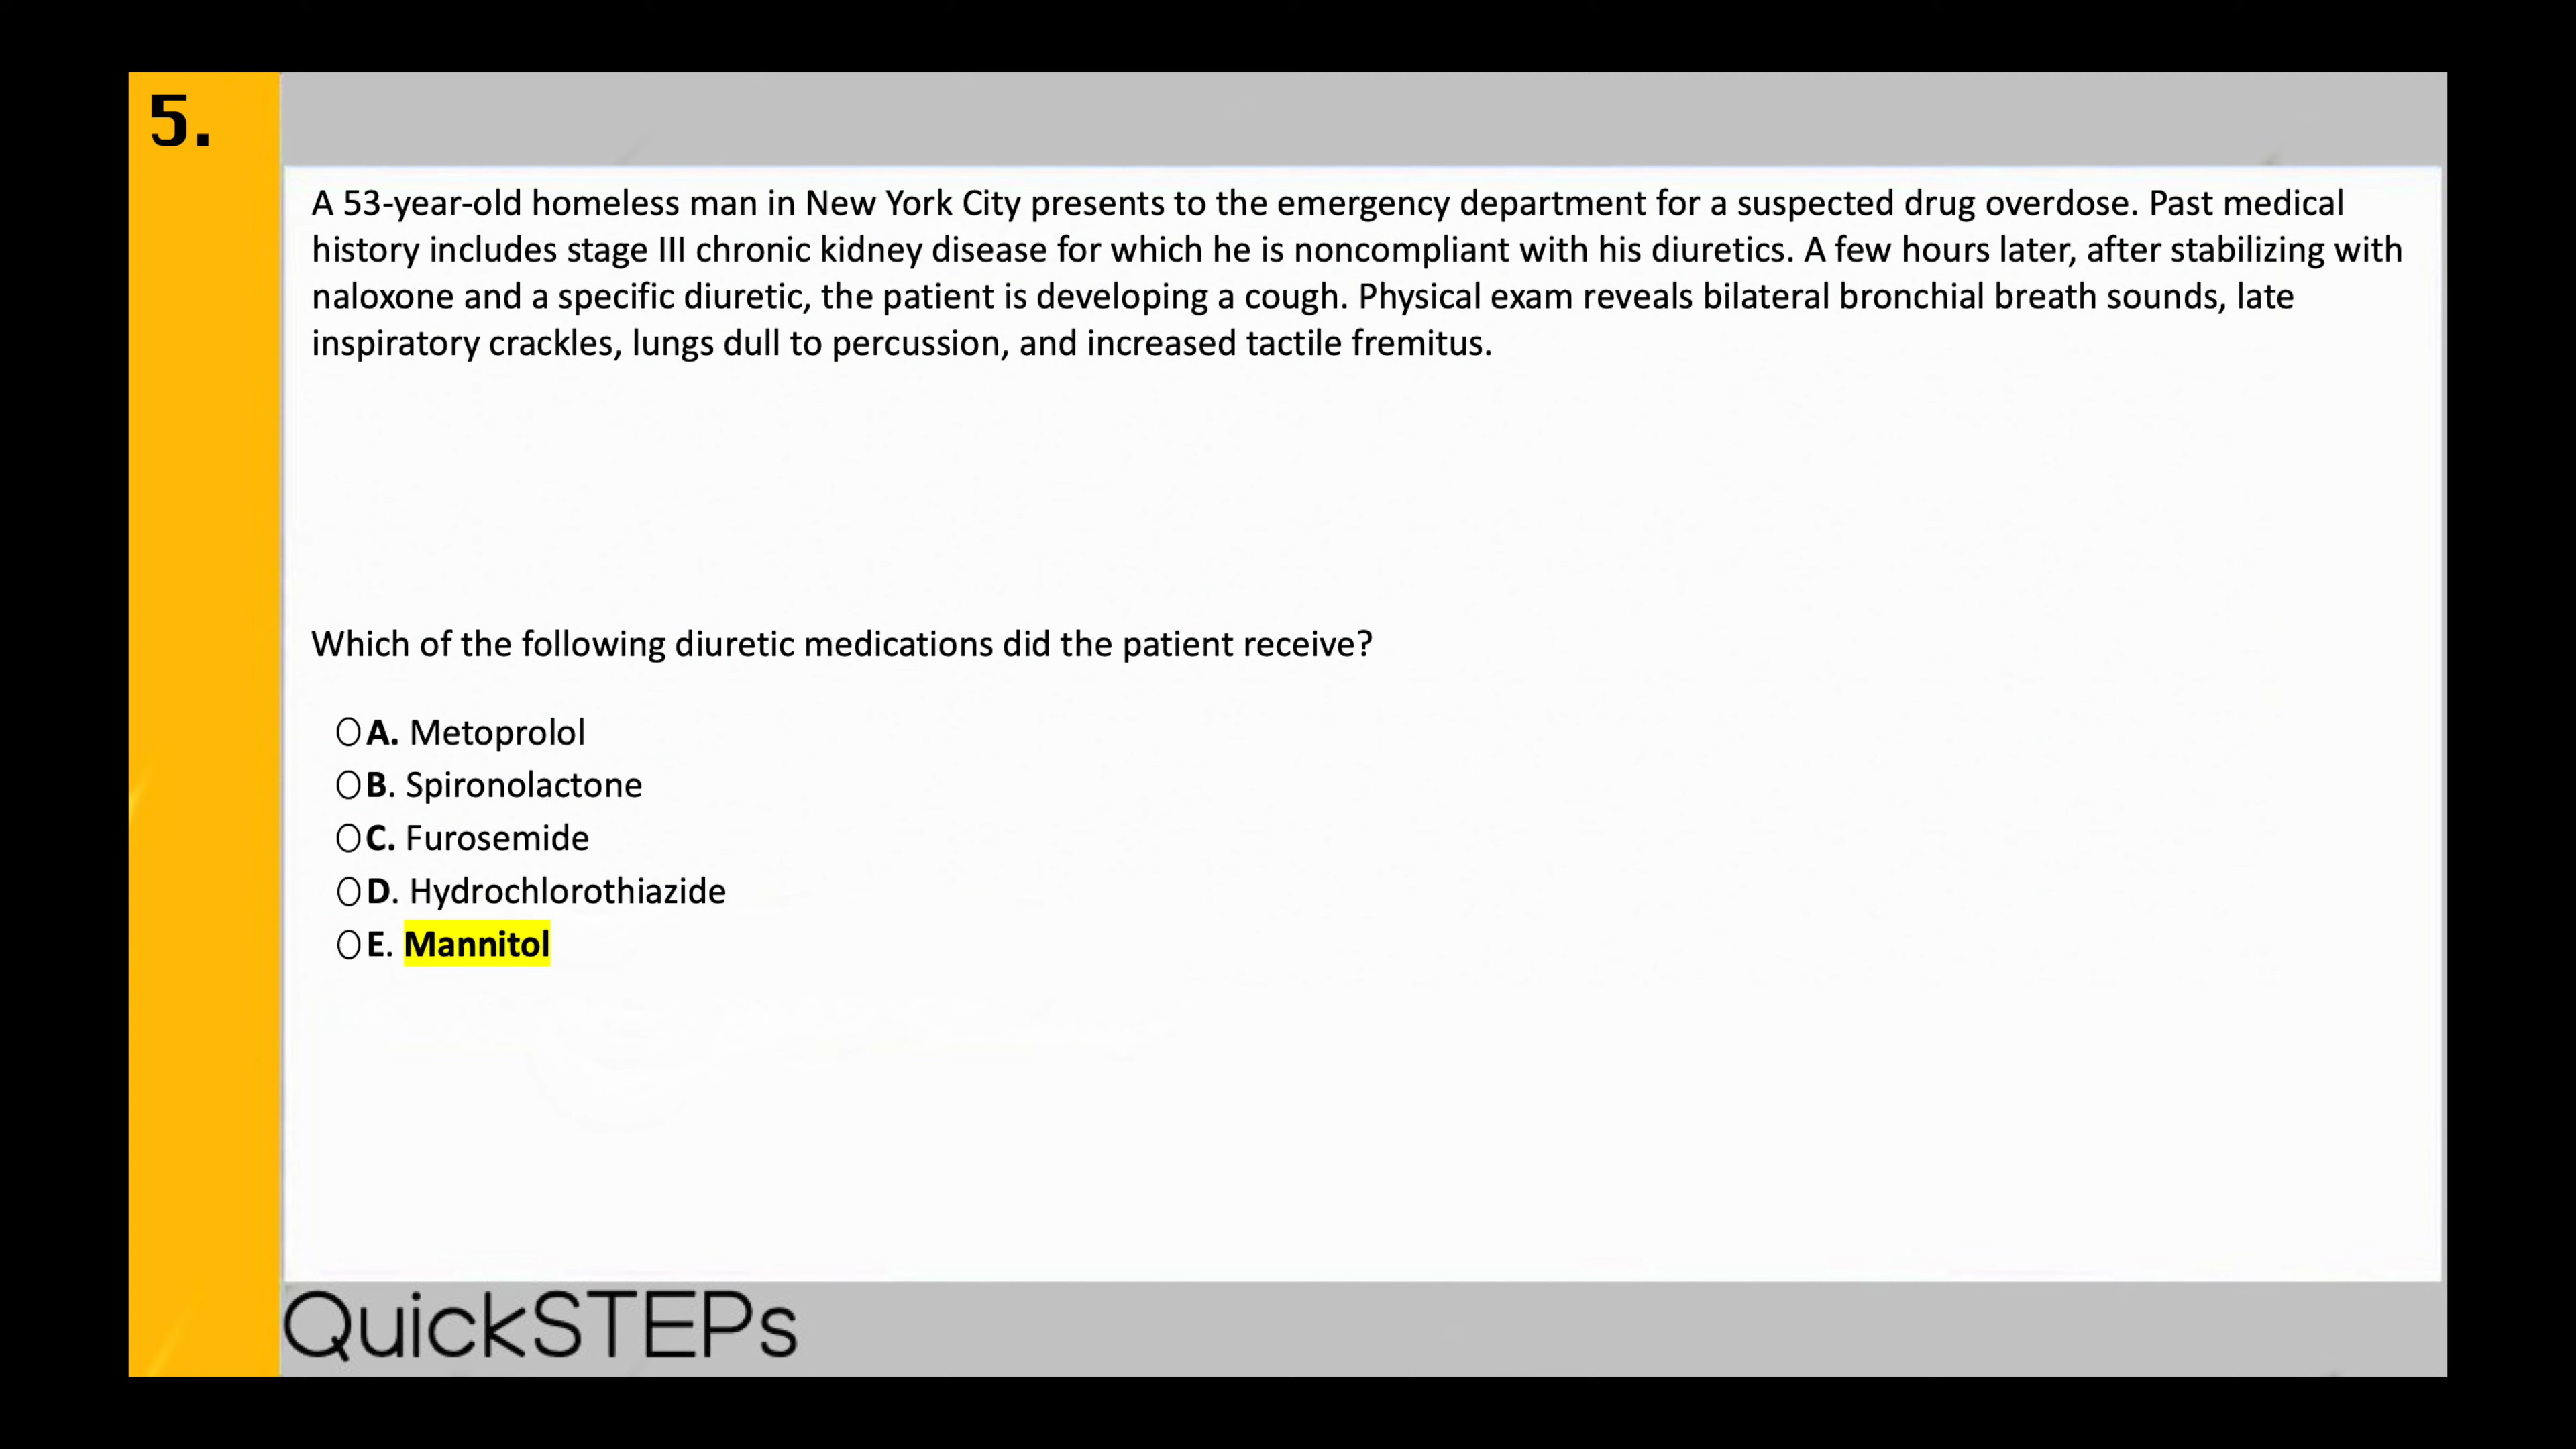 5.
A 53-year-old homeless man in New York City presents to the emergency department for a suspected drug overdose. Past medical
history includes stage III chronic kidney disease for which he is noncompliant with his diuretics. A few hours later, after stabilizing with
naloxone and a specific diuretic, the patient is developing a cough. Physical exam reveals bilateral bronchial breath sounds, late
inspiratory crackles, lungs dull to percussion, and increased tactile fremitus.
Which of the following diuretic medications did the patient receive?
A. Metoprolol
B. Spironolactone
C. Furosemide
D. Hydrochlorothiazide
E. Mannitol
QuickSTEPs